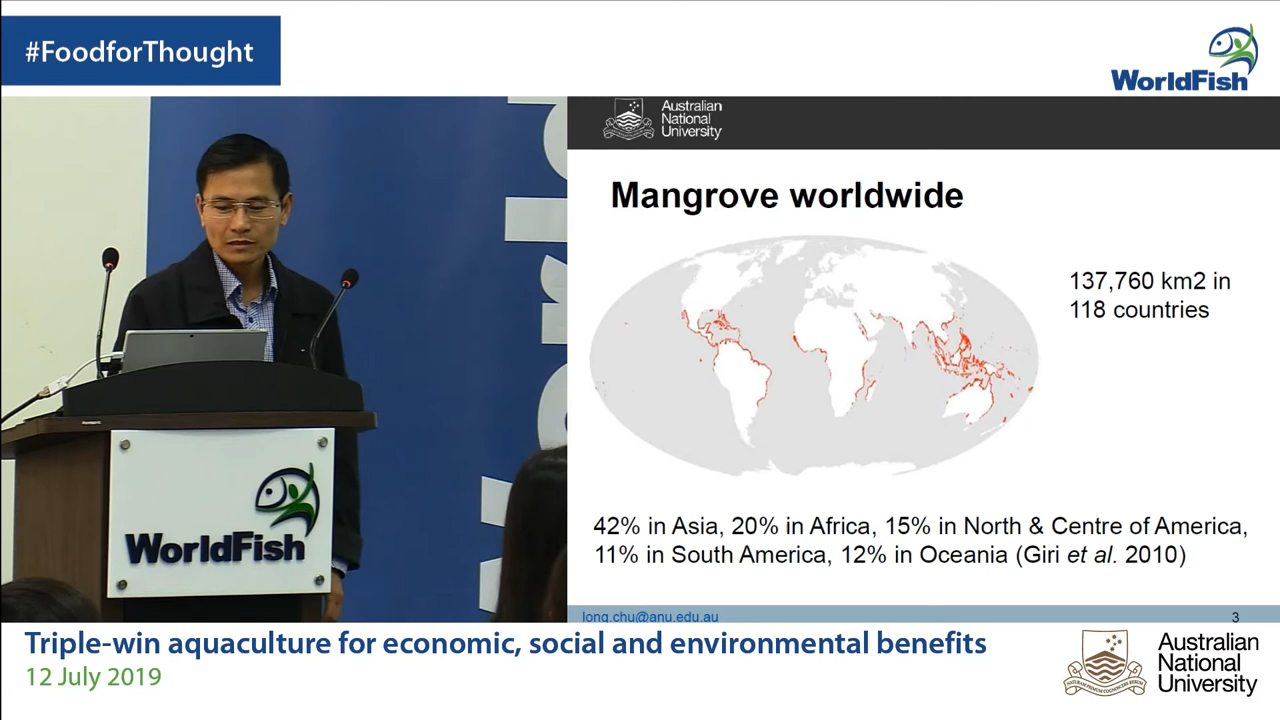 #FoodforThought
WorldFish
Australian
National
University
Mangrove worldwide
137,760 km2 in
118 countries
42% in Asia, 20% in Africa, 15% in North & Centre of America,
11% in South America, 12% in Oceania (Giri et al. 2010)
long.chu@anu.edu.au
3
WorldFish
Triple-win aquaculture for economic, social and environmental benefits
12 July 2019
Australian
National
University